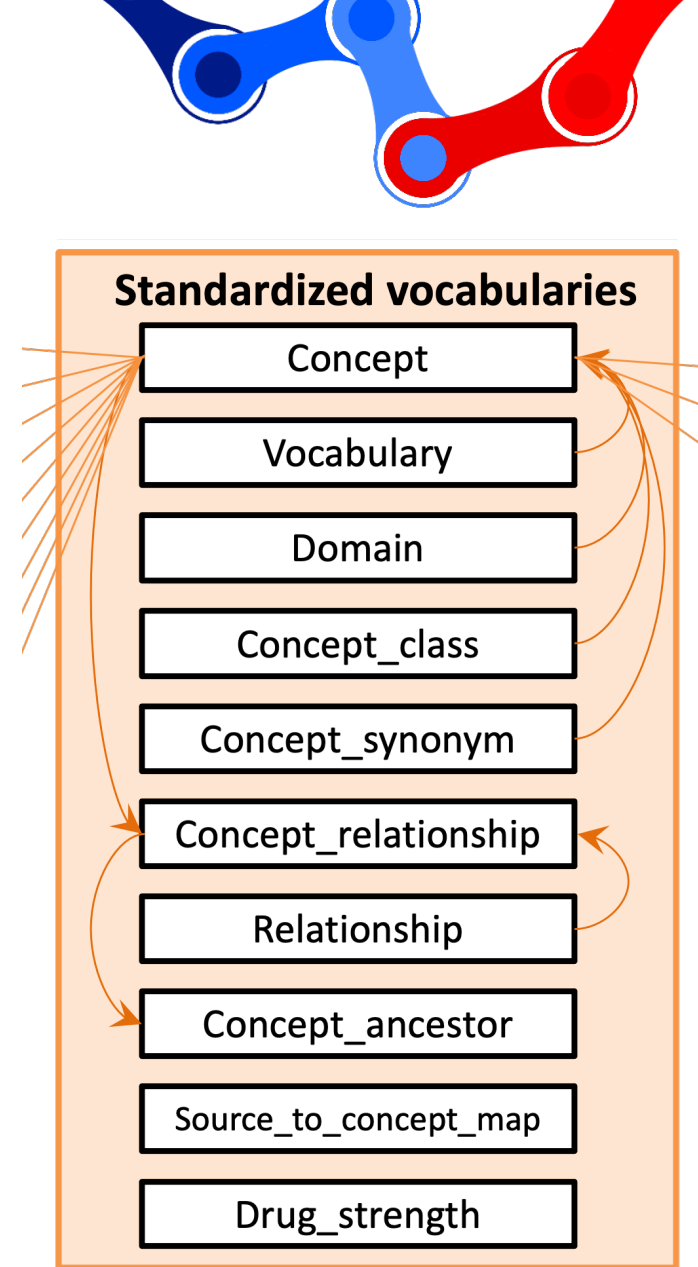 Standardized vocabularies
Concept
Vocabulary
Domain
Concept_class
Concept_synonym
Concept_relationship
Relationship
Concept_ancestor
Source_to_concept_map
Drug_strength